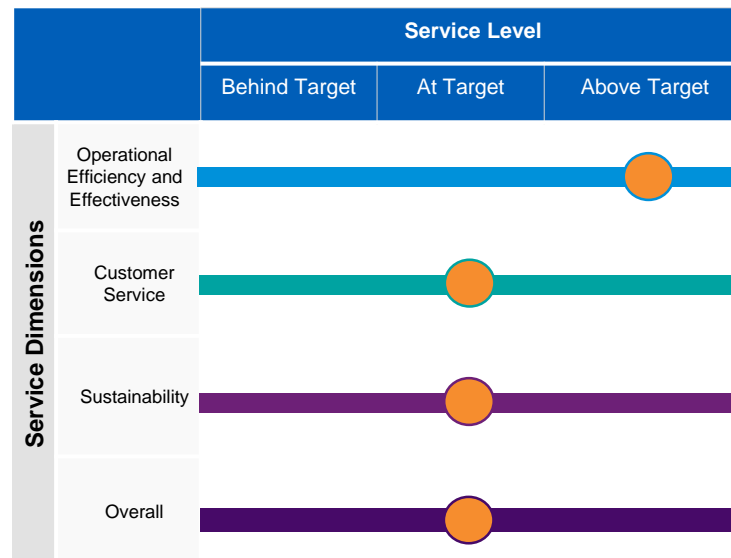 Service Level
Behind Target
At Target
Above Target
Service Dimensions
Operational
Efficiency and
Effectiveness
Customer
Service
Sustainability
Overall